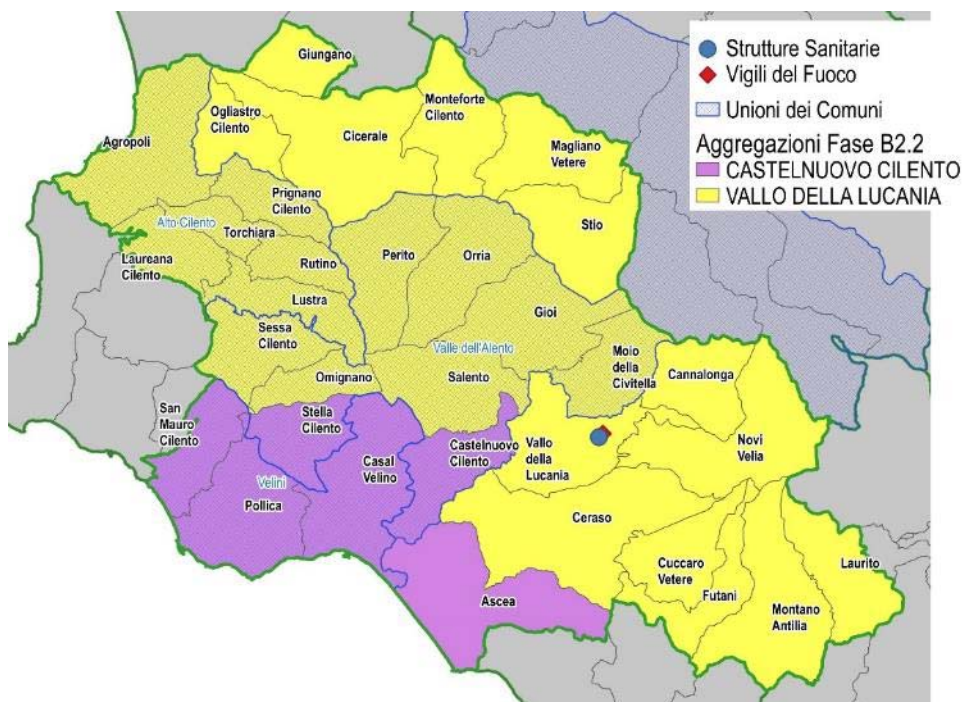 Strutture Sanitarie
Vigili del Fuoco
Unioni dei Comuni
Aggregazioni Fase B2.2
CASTELNUOVO CILENTO
VALLO DELLA LUCANIA
Giungano
Ogliastro
Cilento
Cicerale
Monteforte
Cilento
Agropoli
Magliano
Vetere
Prignano
Cilento
Alto Cilento
Torchiara
Stio
Laureana
Cilento
Rutino
Perito
Orria
Lustra
Gioi
Sessa
Cilento
Valle dell'Alento
Moio
della
Civitella
Omignano
Salento
Cannalonga
San
Mauro
Cilento
Stella
Cilento
Castelnuovo
Cilento
Vallo
della
Lucania
Novi
Velia
Casal
Velino
Velini
Pollica
Ceraso
Cuccaro
Vetere
Futani
Laurito
Ascea
Montano
Antilia